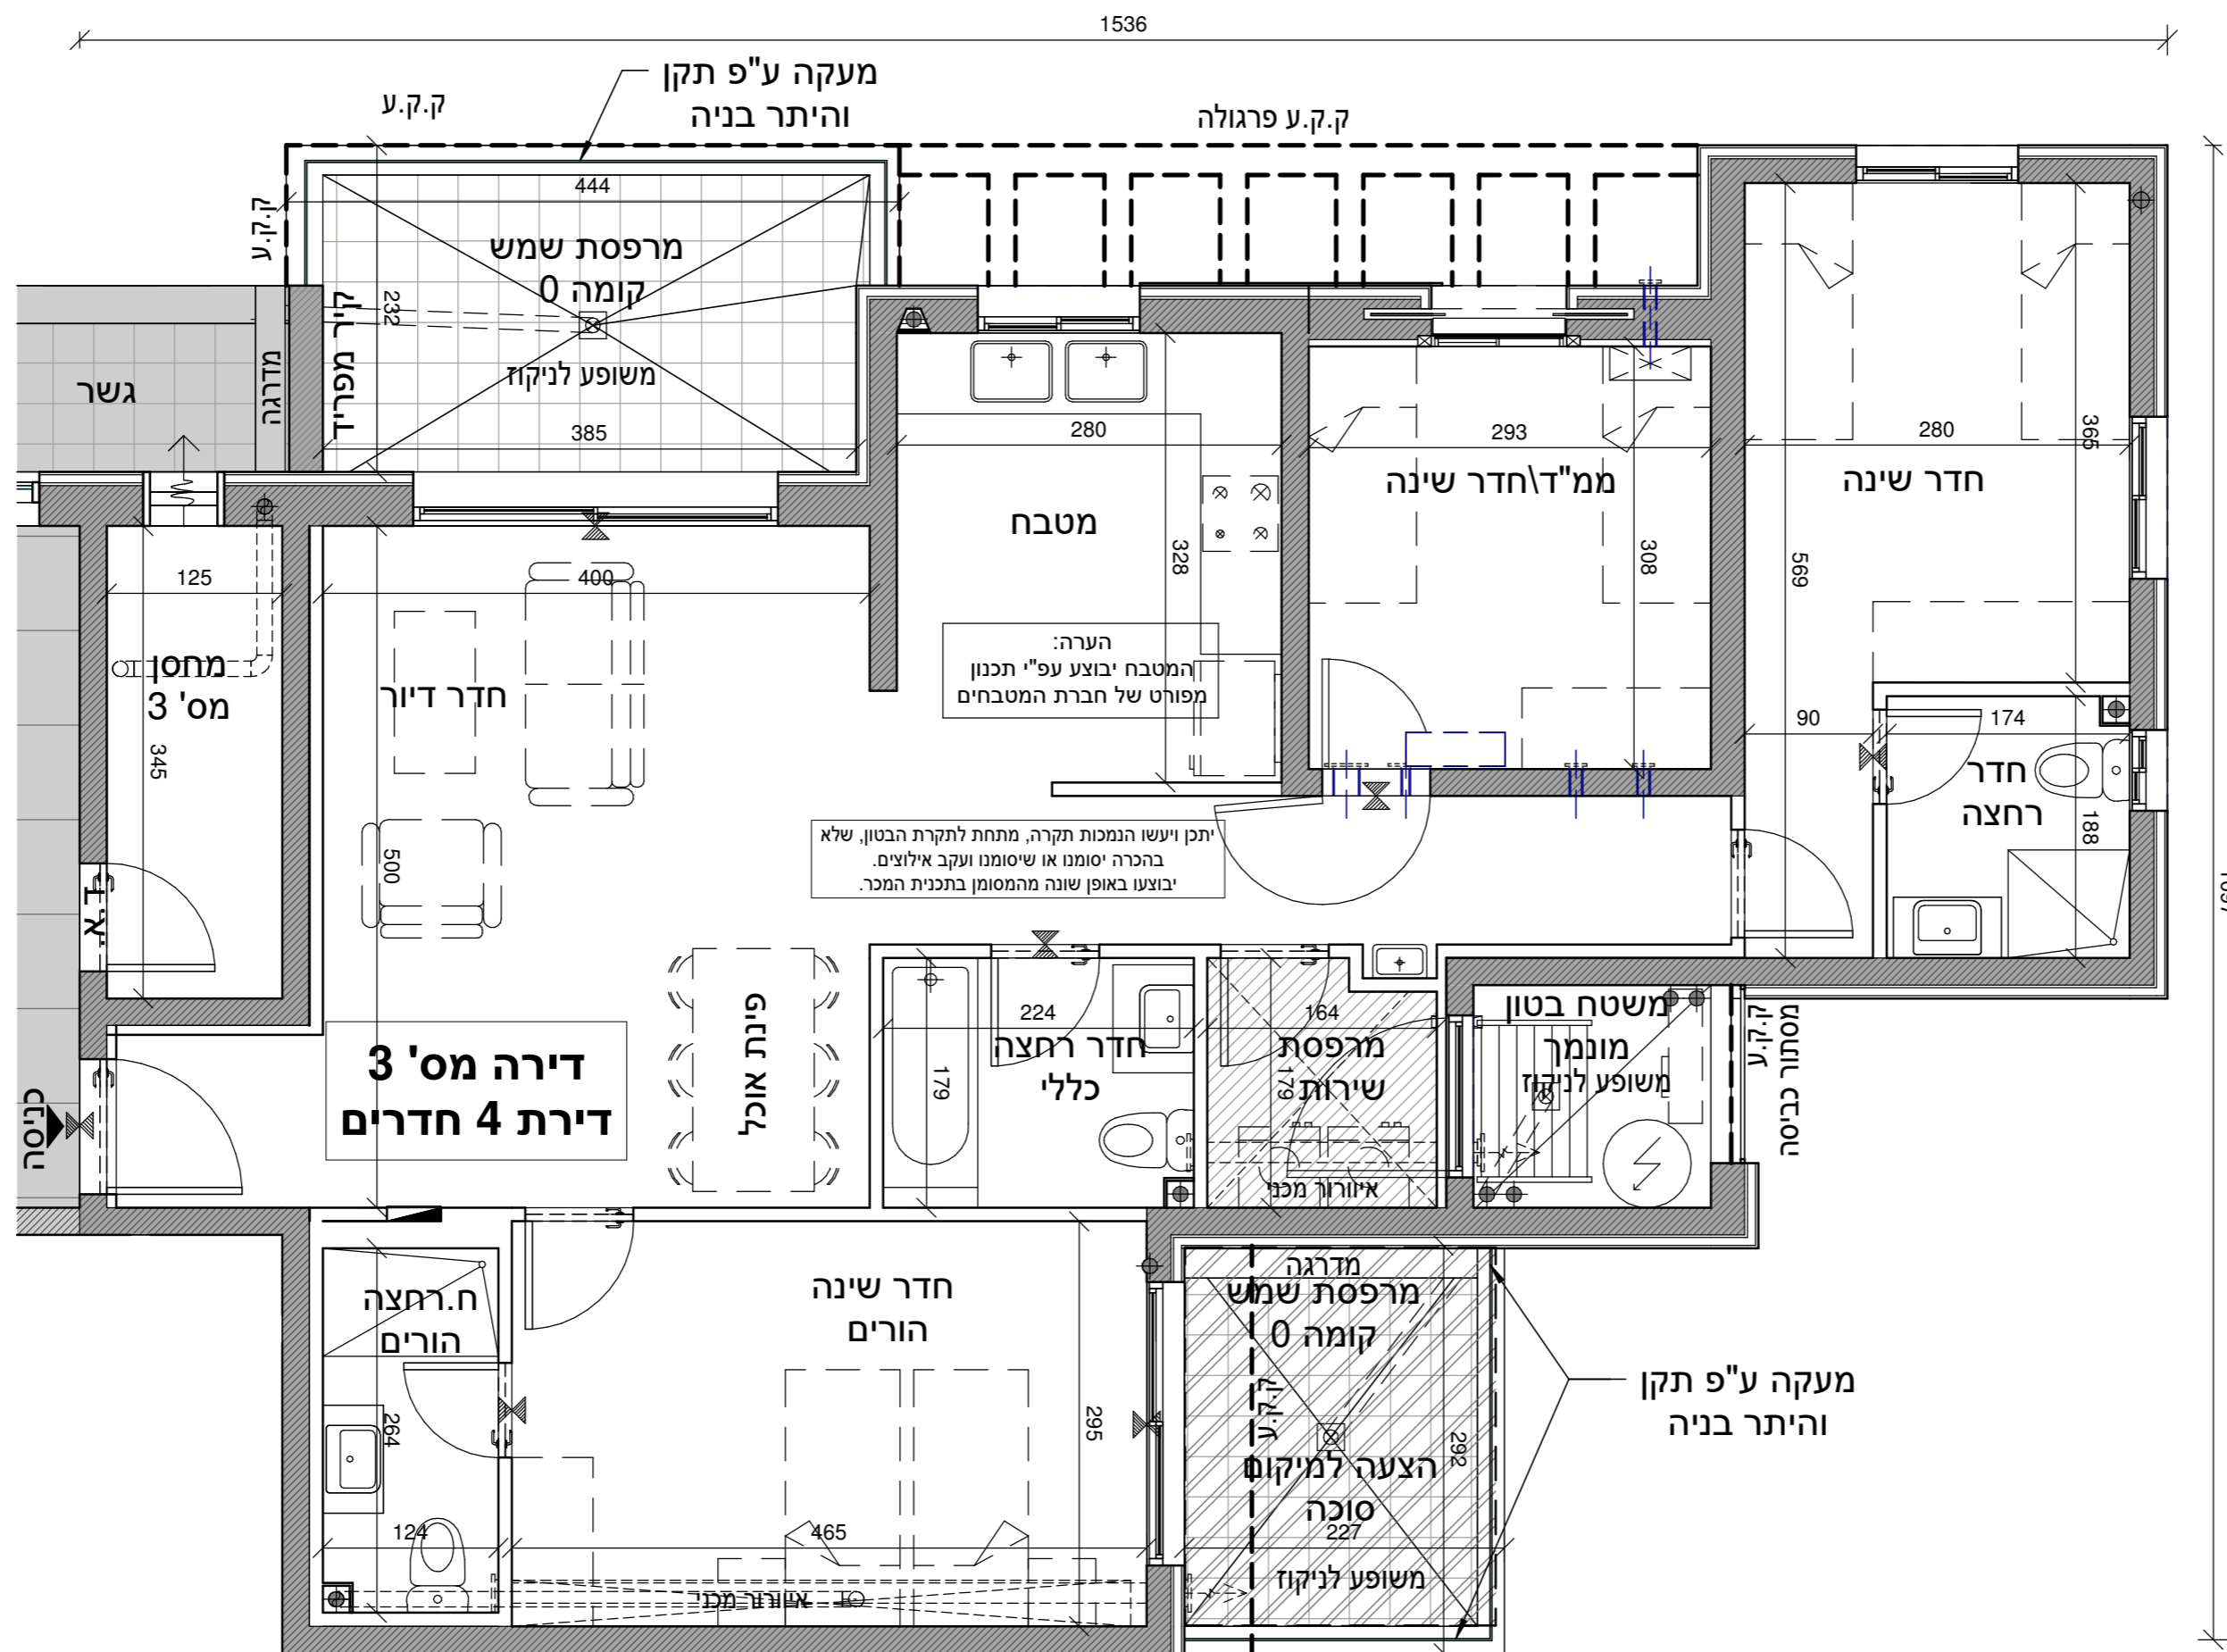 1536
מעקה ע"פ תקן
והיתר בניה
ק.ק.ע
ק.ק.ע פרגולה
444
ק.ק.ע
מרפסת שמש
קומה 0
232
קיר מפריד
משופע לניקוז
מדרגה
גשר
385
280
293
280
365
ממ"ד\חדר שינה
חדר שינה
מטבח
328
308
569
125
400
הערה:
המטבח יבוצע עפ"י תכנון
מפורט של חברת המטבחים
מחסן
מס' 3
345
חדר דיור
90
174
חדר
רחצה
188
יתכן ויעשו הנמכות תקרה, מתחת לתקרת הבטון, שלא
בהכרה יסומנו או שיסומנו ועקב אילוצים.
יבוצעו באופן שונה מהמסומן בתכנית המכר.
500
א.ב
משטח בטון
מונמך
משופע לניקוז
ק.ק.ע
מסתור כביסה
224
164
חדר רחצה
כללי
179
מרפסת
שירות
179
איוורור מכני
פינת אוכל
דירה מס' 3
דירת 4 חדרים
כניסה
מדרגה
מרפסת שמש
קומה 0
ח.רחצה
הורים
חדר שינה
הורים
מעקה ע"פ תקן
והיתר בניה
ק.ק.ע
264
295
292
הצעה למיקום
סוכה
124
465
227
משופע לניקוז
איוורור מכני